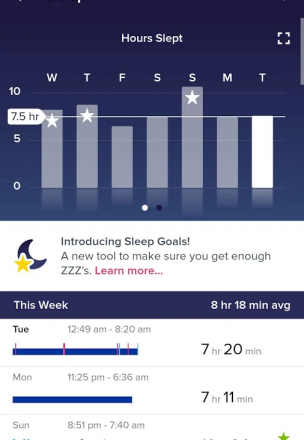 Hours Slept
W T F S S M T
10
7.5 hr
5
0
Introducing Sleep Goals!
A new tool to make sure you get enough
ZZZ's. Learn more...
This Week 8 hr 18 min avg
Tue 12:49 am - 8:20 am
7 hr 20 min
Mon 11:25 pm - 6:36 am
7 hr 11 min
Sun 8:51 pm - 7:40 am